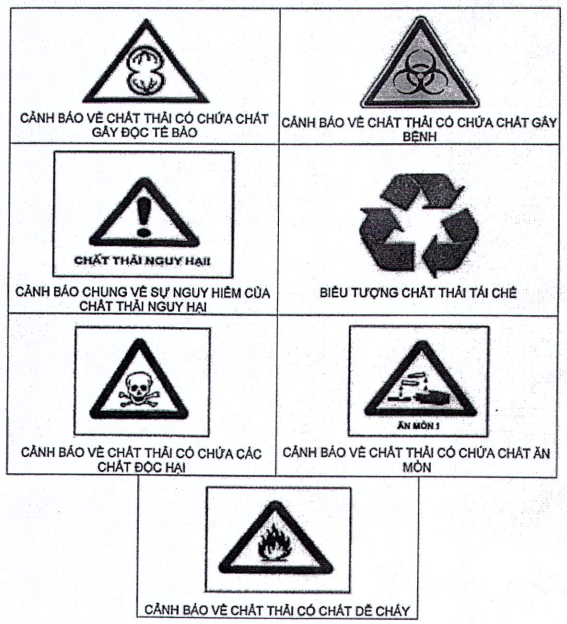 CẢNH BÁO VỀ CHẤT THẢI CÓ CHỨA CHẤT
GÂY ĐỘC TẾ BÀO
CẢNH BÁO VỀ CHẤT THẢI CÓ CHỨA CHẤT GÂY
BỆNH
CHẤT THẢI NGUY HẠI!
CẢNH BÁO CHUNG VỀ SỰ NGUY HIỂM CỦA
CHẤT THẢI NGUY HẠI
BIỂU TƯỢNG CHẤT THẢI TÁI CHẾ
CẢNH BÁO VỀ CHẤT THẢI CÓ CHỨA CÁC
CHẤT ĐỘC HẠI
ĂN MÒN !
CẢNH BÁO VỀ CHẤT THẢI CÓ CHỨA CHẤT ĂN
MÒN
CẢNH BÁO VỀ CHẤT THẢI CÓ CHẤT DỄ CHÁY